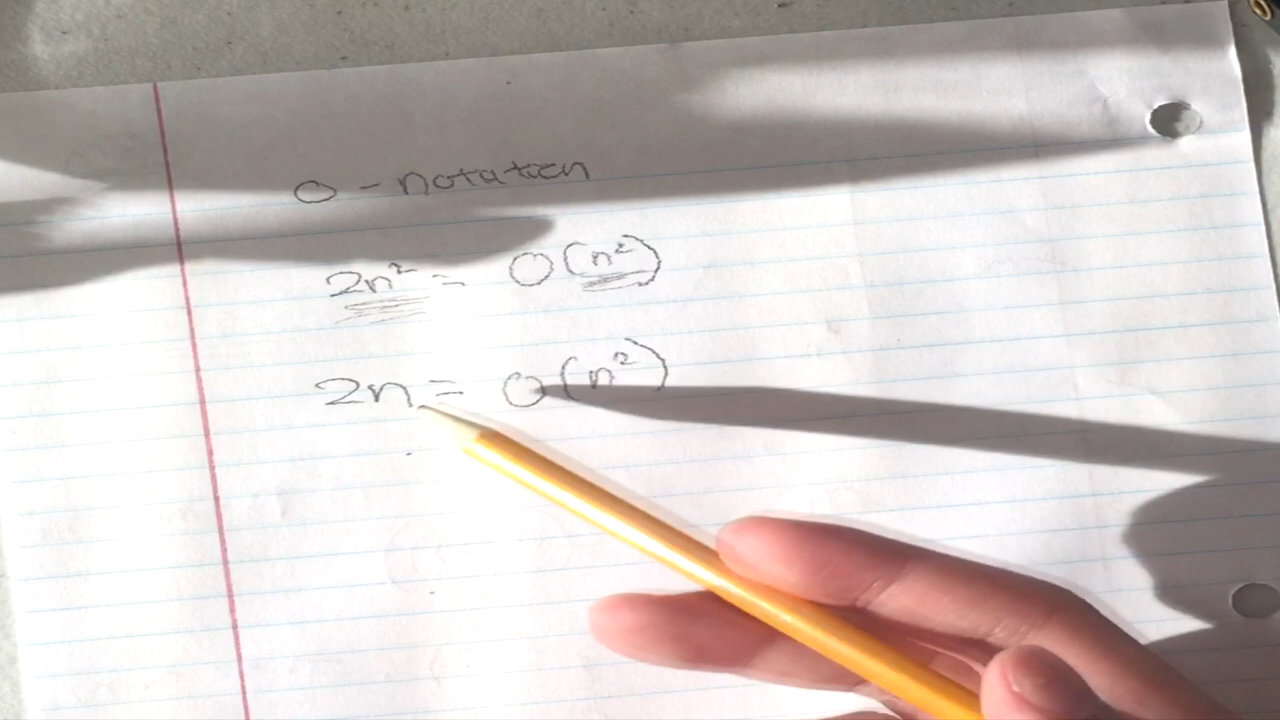 o - notation
2n² = O(n²)
2n = o(n²)